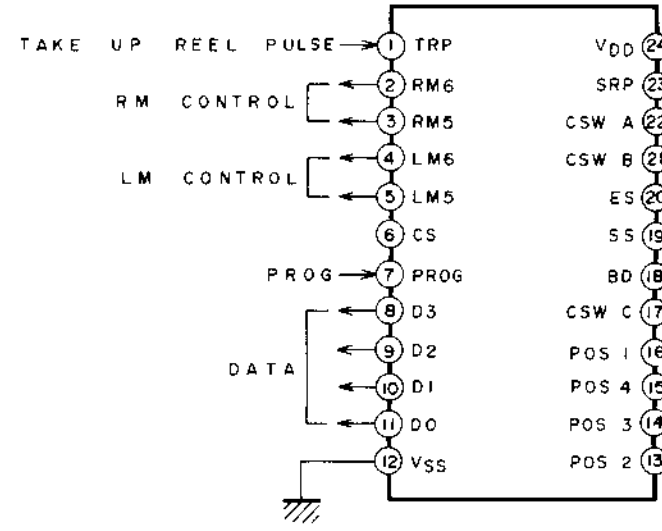 TAKE UP REEL PULSE 1 TRP VDD 24
2 RM6 SRP 23
RM CONTROL
3 RM5 CSW A 22
4 LM6 CSW B 21
LM CONTROL
5 LM5 ES 20
6 CS SS 19
PROG 7 PROG BD 18
8 D3 CSW C 17
9 D2 POS 1 16
DATA
10 D1 POS 4 15
11 D0 POS 3 14
12 VSS POS 2 13